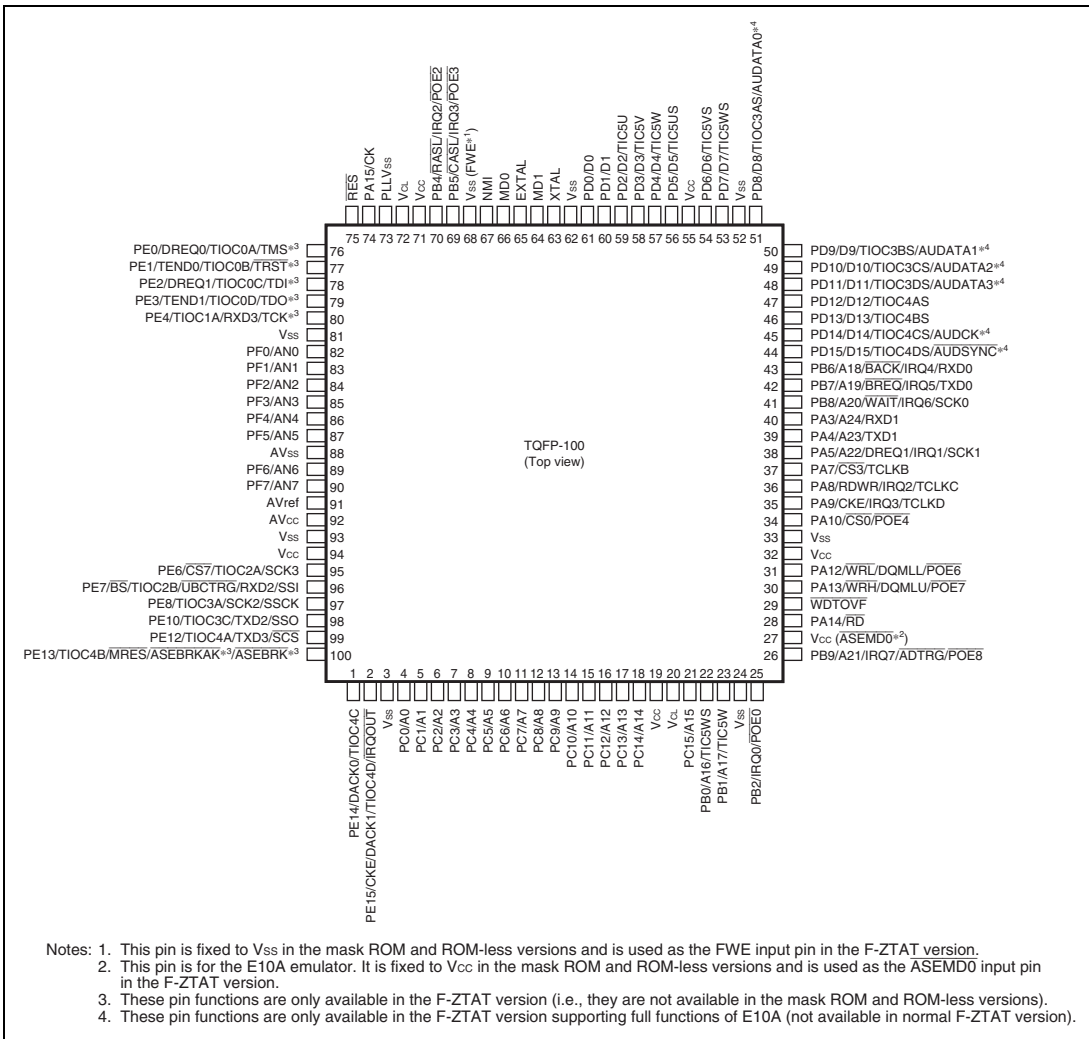 RES
PA15/CK
PLLVss
VCL
Vcc
PB4/RASL/IRQ2/POE2
PB5/CASL/IRQ3/POE3
Vss (FWE*1)
NMI
MD0
EXTAL
MD1
XTAL
Vss
PD0/D0
PD1/D1
PD2/D2/TIC5U
PD3/D3/TIC5V
PD4/D4/TIC5W
PD5/D5/TIC5US
Vcc
PD6/D6/TIC5VS
PD7/D7/TIC5WS
Vss
PD8/D8/TIOC3AS/AUDATA0*4
75 74 73 72 71 70 69 68 67 66 65 64 63 62 61 60 59 58 57 56 55 54 53 52 51
PE0/DREQ0/TIOC0A/TMS*3 76
PE1/TEND0/TIOC0B/TRST*3 77
PE2/DREQ1/TIOC0C/TDI*3 78
PE3/TEND1/TIOC0D/TDO*3 79
PE4/TIOC1A/RXD3/TCK*3 80
Vss 81
PF0/AN0 82
PF1/AN1 83
PF2/AN2 84
PF3/AN3 85
PF4/AN4 86
PF5/AN5 87
AVss 88
PF6/AN6 89
PF7/AN7 90
AVref 91
AVcc 92
Vss 93
Vcc 94
PE6/CS7/TIOC2A/SCK3 95
PE7/BS/TIOC2B/UBCTRG/RXD2/SSI 96
PE8/TIOC3A/SCK2/SSCK 97
PE10/TIOC3C/TXD2/SSO 98
PE12/TIOC4A/TXD3/SCS 99
PE13/TIOC4B/MRES/ASEBRKAK*3/ASEBRK*3 100
TQFP-100
(Top view)
50 PD9/D9/TIOC3BS/AUDATA1*4
49 PD10/D10/TIOC3CS/AUDATA2*4
48 PD11/D11/TIOC3DS/AUDATA3*4
47 PD12/D12/TIOC4AS
46 PD13/D13/TIOC4BS
45 PD14/D14/TIOC4CS/AUDCK*4
44 PD15/D15/TIOC4DS/AUDSYNC*4
43 PB6/A18/BACK/IRQ4/RXD0
42 PB7/A19/BREQ/IRQ5/TXD0
41 PB8/A20/WAIT/IRQ6/SCK0
40 PA3/A24/RXD1
39 PA4/A23/TXD1
38 PA5/A22/DREQ1/IRQ1/SCK1
37 PA7/CS3/TCLKB
36 PA8/RDWR/IRQ2/TCLKC
35 PA9/CKE/IRQ3/TCLKD
34 PA10/CS0/POE4
33 Vss
32 Vcc
31 PA12/WRL/DQMLL/POE6
30 PA13/WRH/DQMLU/POE7
29 WDTOVF
28 PA14/RD
27 Vcc (ASEMD0*2)
26 PB9/A21/IRQ7/ADTRG/POE8
1 2 3 4 5 6 7 8 9 10 11 12 13 14 15 16 17 18 19 20 21 22 23 24 25
PE14/DACK0/TIOC4C
PE15/CKE/DACK1/TIOC4D/IRQOUT
Vss
PC0/A0
PC1/A1
PC2/A2
PC3/A3
PC4/A4
PC5/A5
PC6/A6
PC7/A7
PC8/A8
PC9/A9
PC10/A10
PC11/A11
PC12/A12
PC13/A13
PC14/A14
Vcc
VCL
PC15/A15
PB0/A16/TIC5WS
PB1/A17/TIC5W
Vss
PB2/IRQ0/POE0
Notes: 1. This pin is fixed to Vss in the mask ROM and ROM-less versions and is used as the FWE input pin in the F-ZTAT version.
2. This pin is for the E10A emulator. It is fixed to Vcc in the mask ROM and ROM-less versions and is used as the ASEMD0 input pin
in the F-ZTAT version.
3. These pin functions are only available in the F-ZTAT version (i.e., they are not available in the mask ROM and ROM-less versions).
4. These pin functions are only available in the F-ZTAT version supporting full functions of E10A (not available in normal F-ZTAT version).